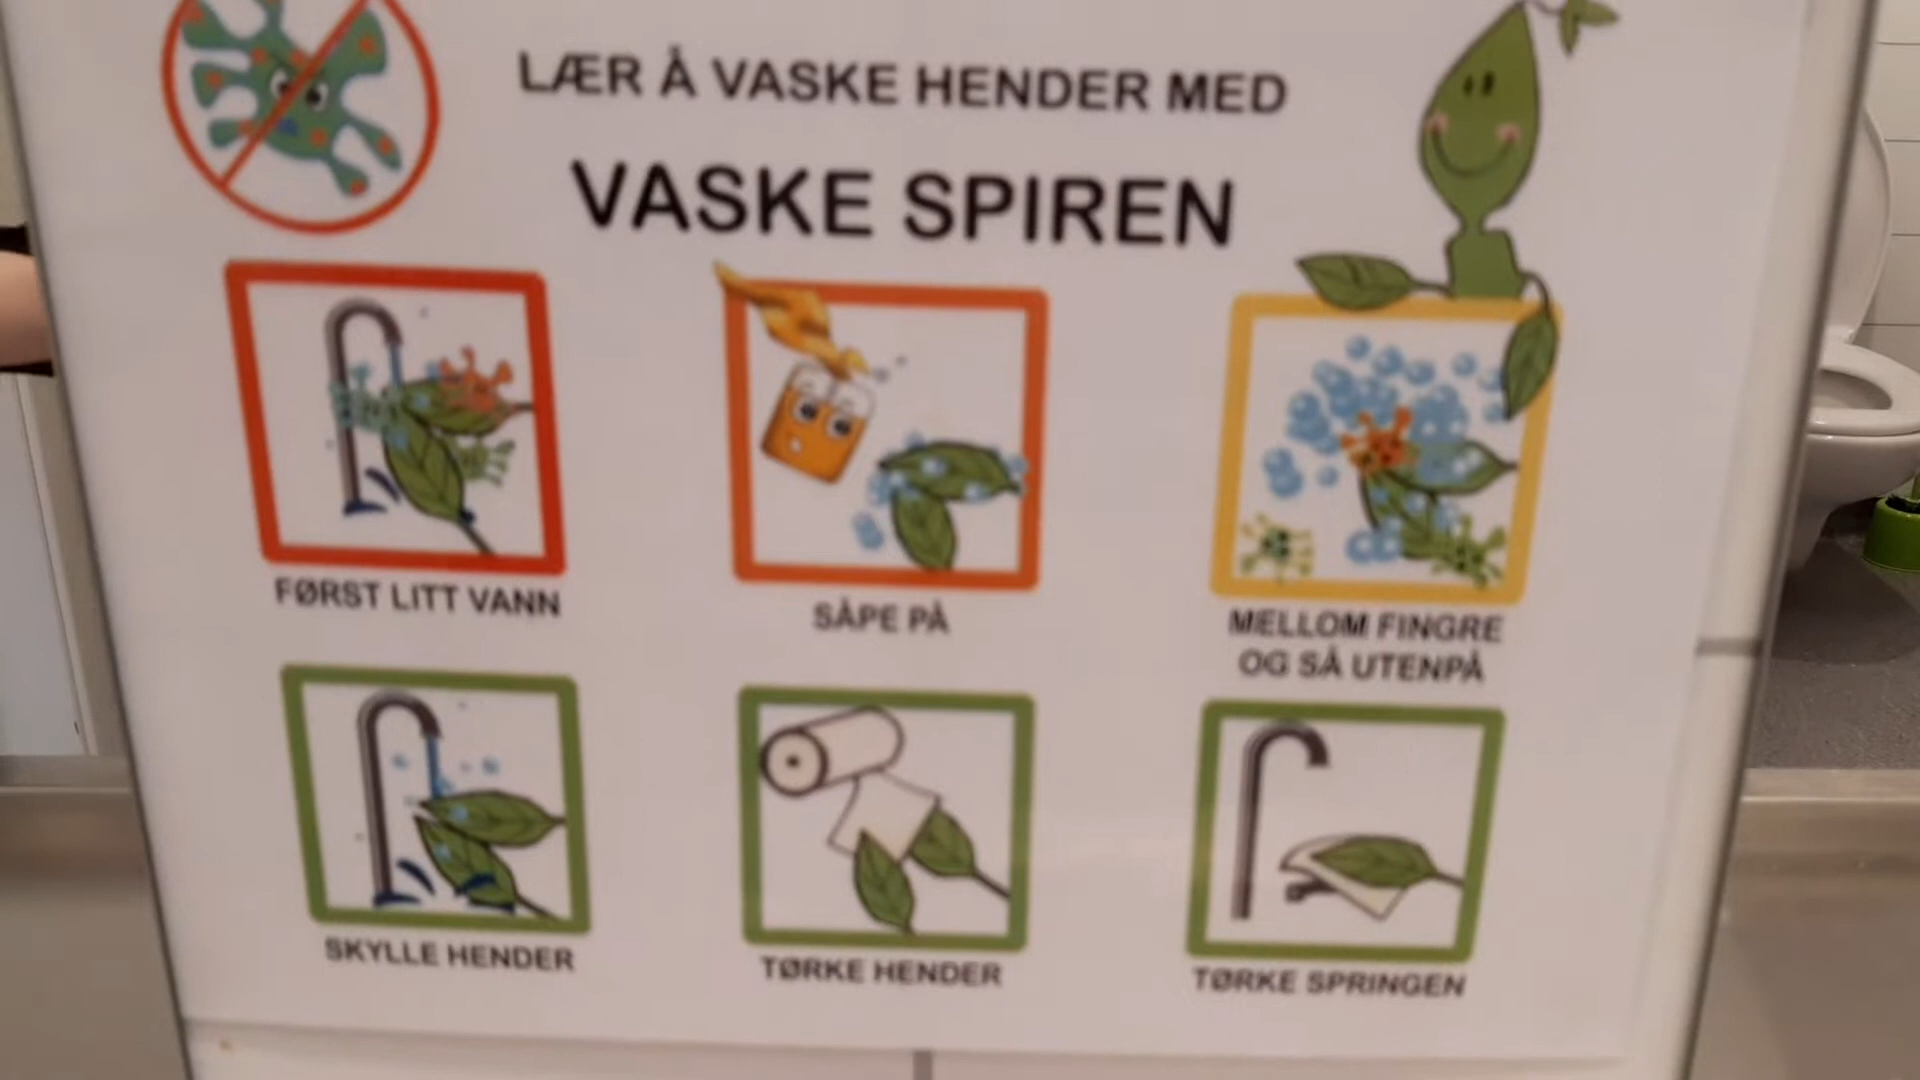 LÆR Å VASKE HENDER MED
VASKE SPIREN
FØRST LITT VANN
SÅPE PÅ
MELLOM FINGRE
OG SÅ UTENPÅ
SKYLLE HENDER
TØRKE HENDER
TØRKE SPRINGEN